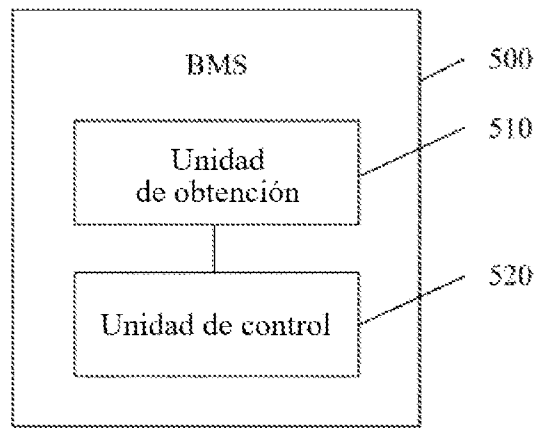 BMS
500
510
Unidad
de obtención
520
Unidad de control